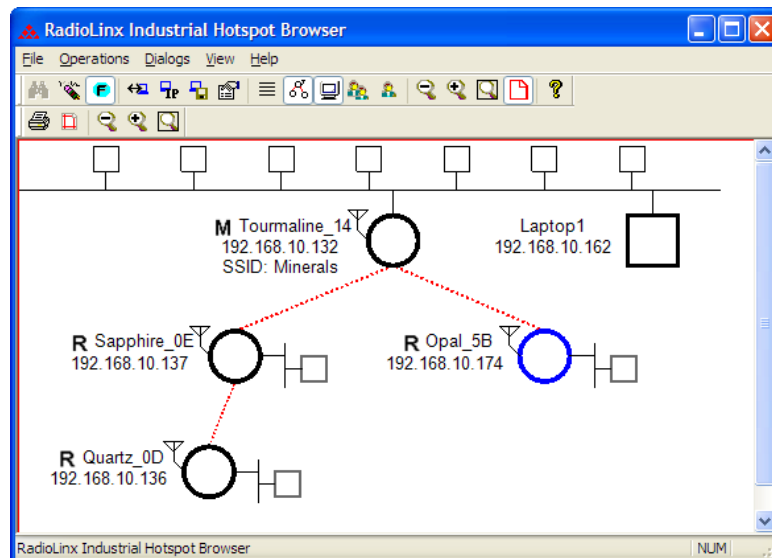 RadioLinx Industrial Hotspot Browser
File Operations Dialogs View Help
F IP ?
M Tourmaline_14
192.168.10.132
SSID: Minerals
Laptop1
192.168.10.162
R Sapphire_0E
192.168.10.137
R Opal_5B
192.168.10.174
R Quartz_0D
192.168.10.136
RadioLinx Industrial Hotspot Browser NUM